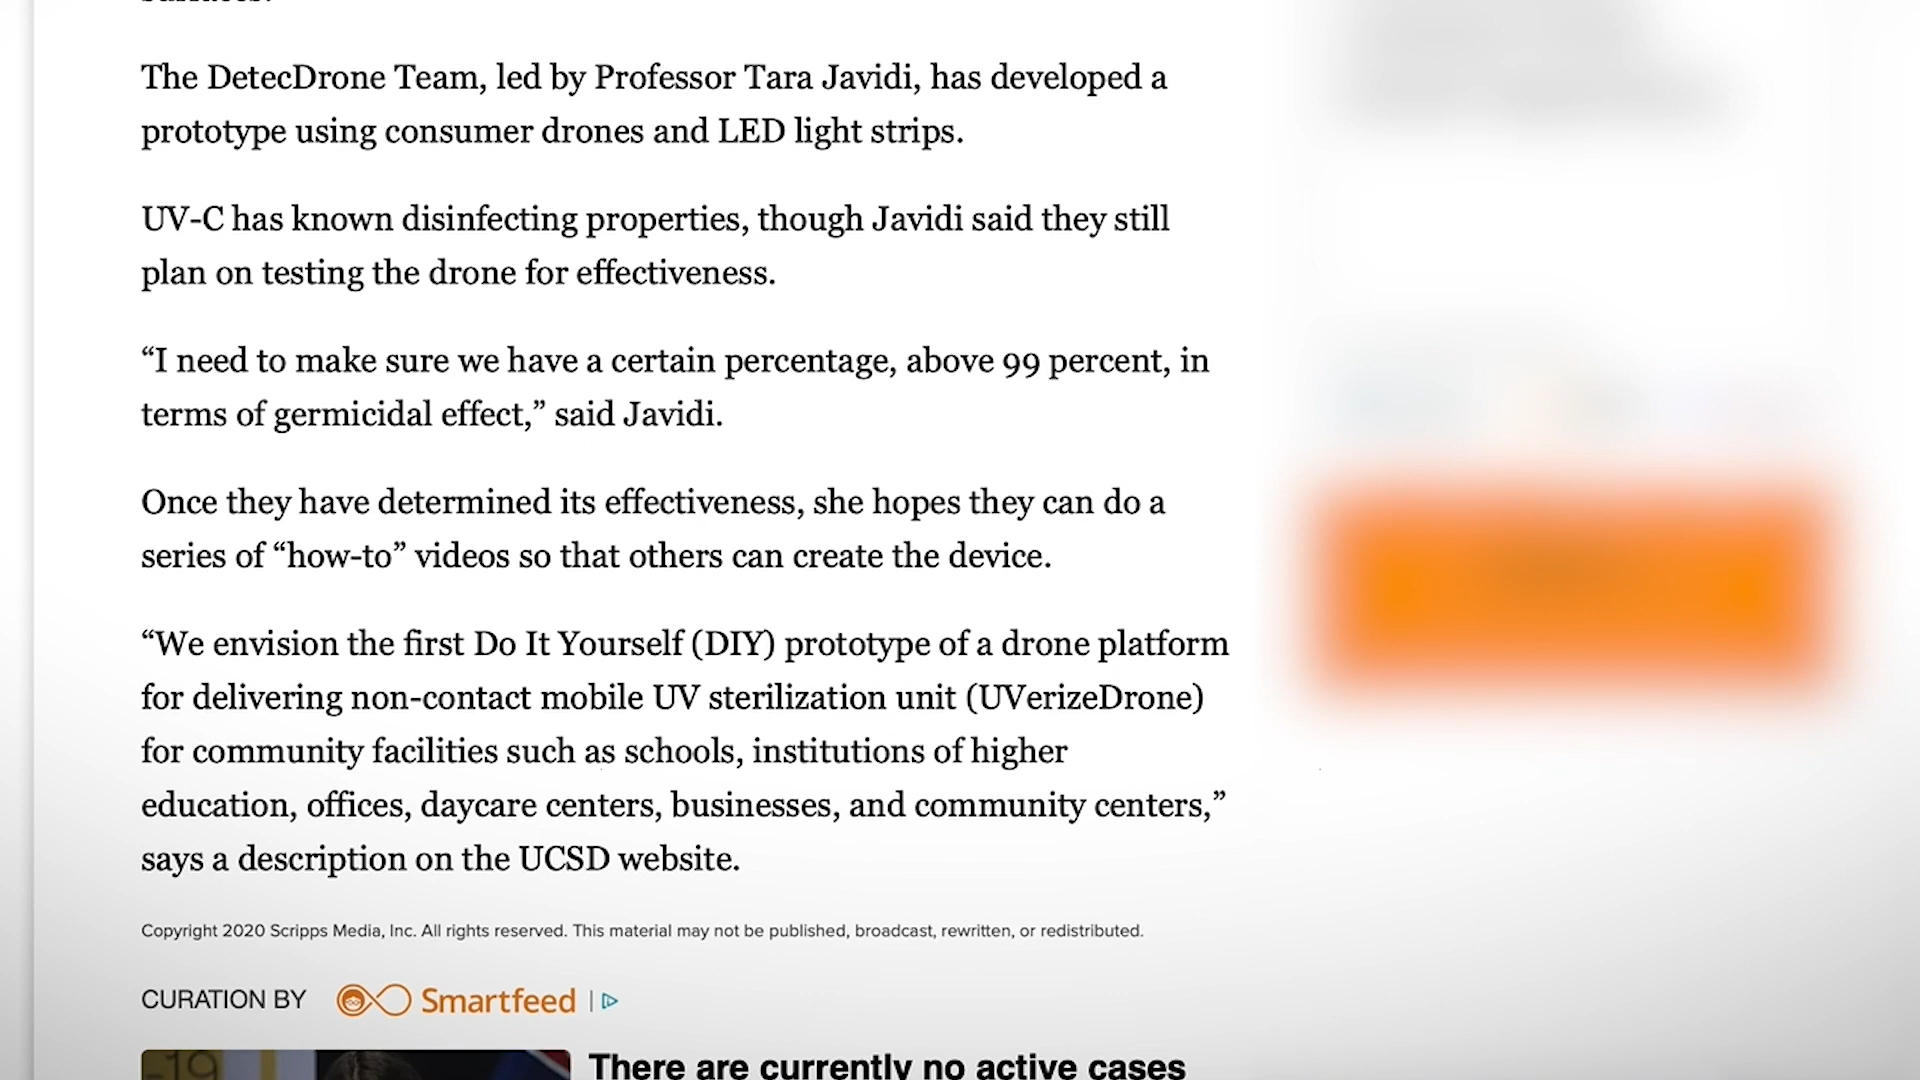 The DetecDrone Team, led by Professor Tara Javidi, has developed a
prototype using consumer drones and LED light strips.
UV-C has known disinfecting properties, though Javidi said they still
plan on testing the drone for effectiveness.
“I need to make sure we have a certain percentage, above 99 percent, in
terms of germicidal effect,” said Javidi.
Once they have determined its effectiveness, she hopes they can do a
series of “how-to” videos so that others can create the device.
“We envision the first Do It Yourself (DIY) prototype of a drone platform
for delivering non-contact mobile UV sterilization unit (UVerizeDrone)
for community facilities such as schools, institutions of higher
education, offices, daycare centers, businesses, and community centers,”
says a description on the UCSD website.
Copyright 2020 Scripps Media, Inc. All rights reserved. This material may not be published, broadcast, rewritten, or redistributed.
CURATION BY Smartfeed |
-19
There are currently no active cases